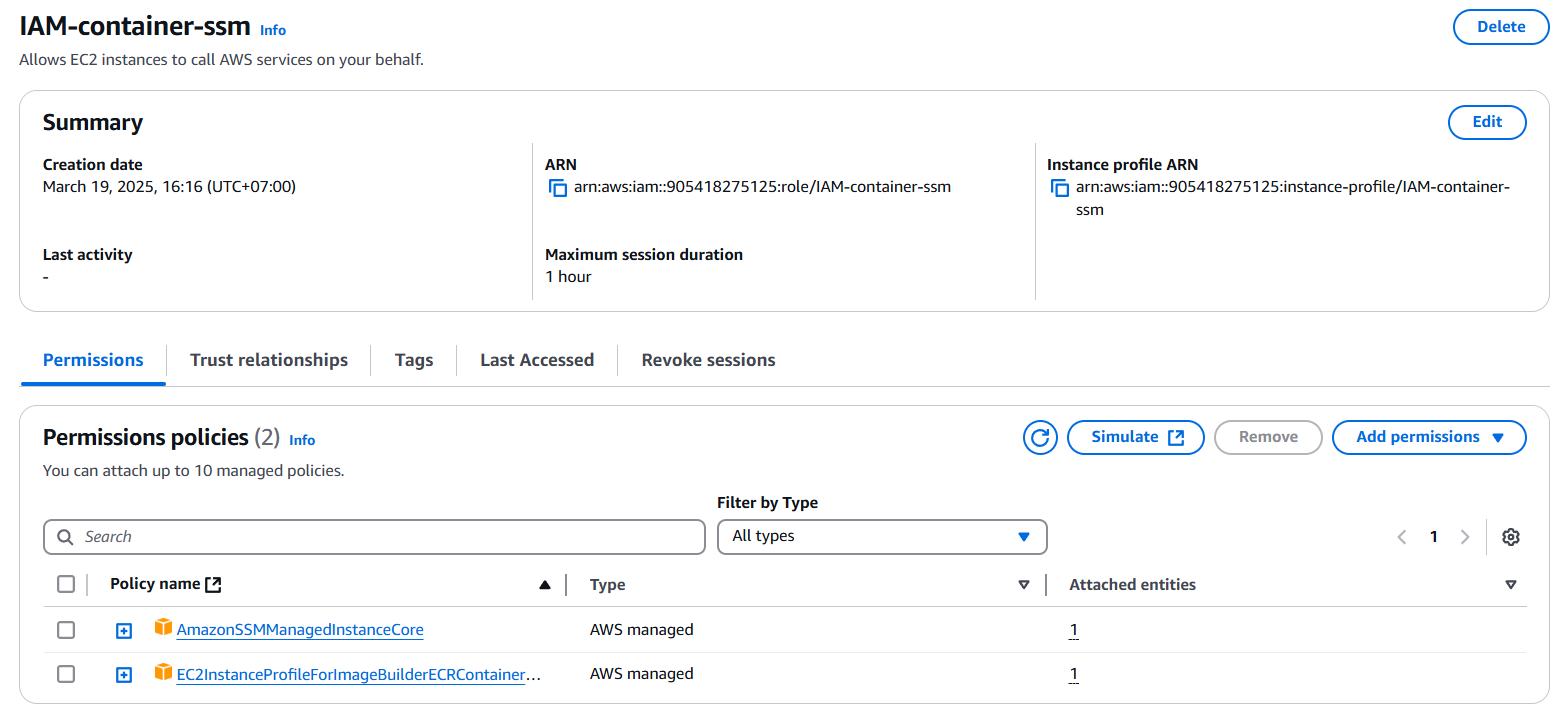 IAM-container-ssm Info
Delete
Allows EC2 instances to call AWS services on your behalf.
Summary
Edit
Creation date
March 19, 2025, 16:16 (UTC+07:00)
ARN
arn:aws:iam::905418275125:role/IAM-container-ssm
Instance profile ARN
arn:aws:iam::905418275125:instance-profile/IAM-container-
ssm
Last activity
-
Maximum session duration
1 hour
Permissions
Trust relationships
Tags
Last Accessed
Revoke sessions
Permissions policies (2) Info
Simulate
Remove
Add permissions
You can attach up to 10 managed policies.
Filter by Type
Search
All types
1
Policy name
Type
Attached entities
AmazonSSMManagedInstanceCore
AWS managed
1
EC2InstanceProfileForImageBuilderECRContainer...
AWS managed
1